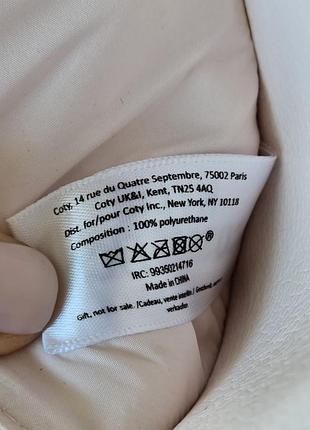 Coty, 14 rue du Quatre Septembre, 75002 Paris
Coty UK&I, Kent, TN25 4AQ
Dist. for/pour Coty Inc., New York, NY 10118
Composition : 100% polyurethane
IRC: 99350214716
Made in CHINA
Gift, not for sale. /Cadeau, vente interdite / Geschenk, nicht
verkaufen